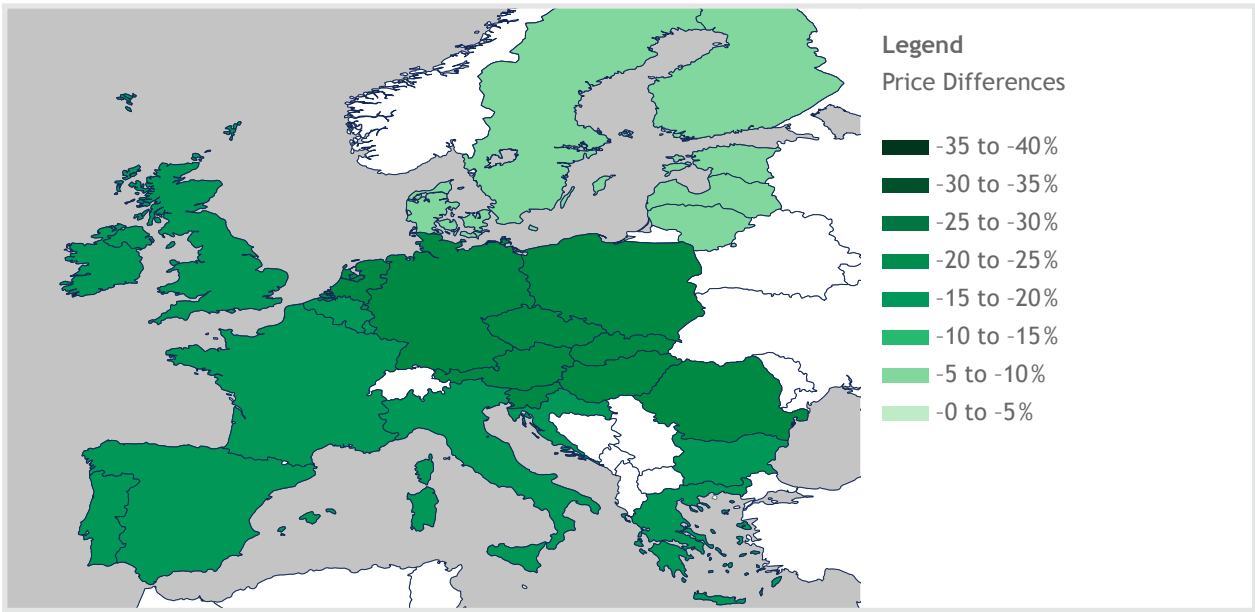 Legend
Price Differences
-35 to -40%
-30 to -35%
-25 to -30%
-20 to -25%
-15 to -20%
-10 to -15%
-5 to -10%
-0 to -5%